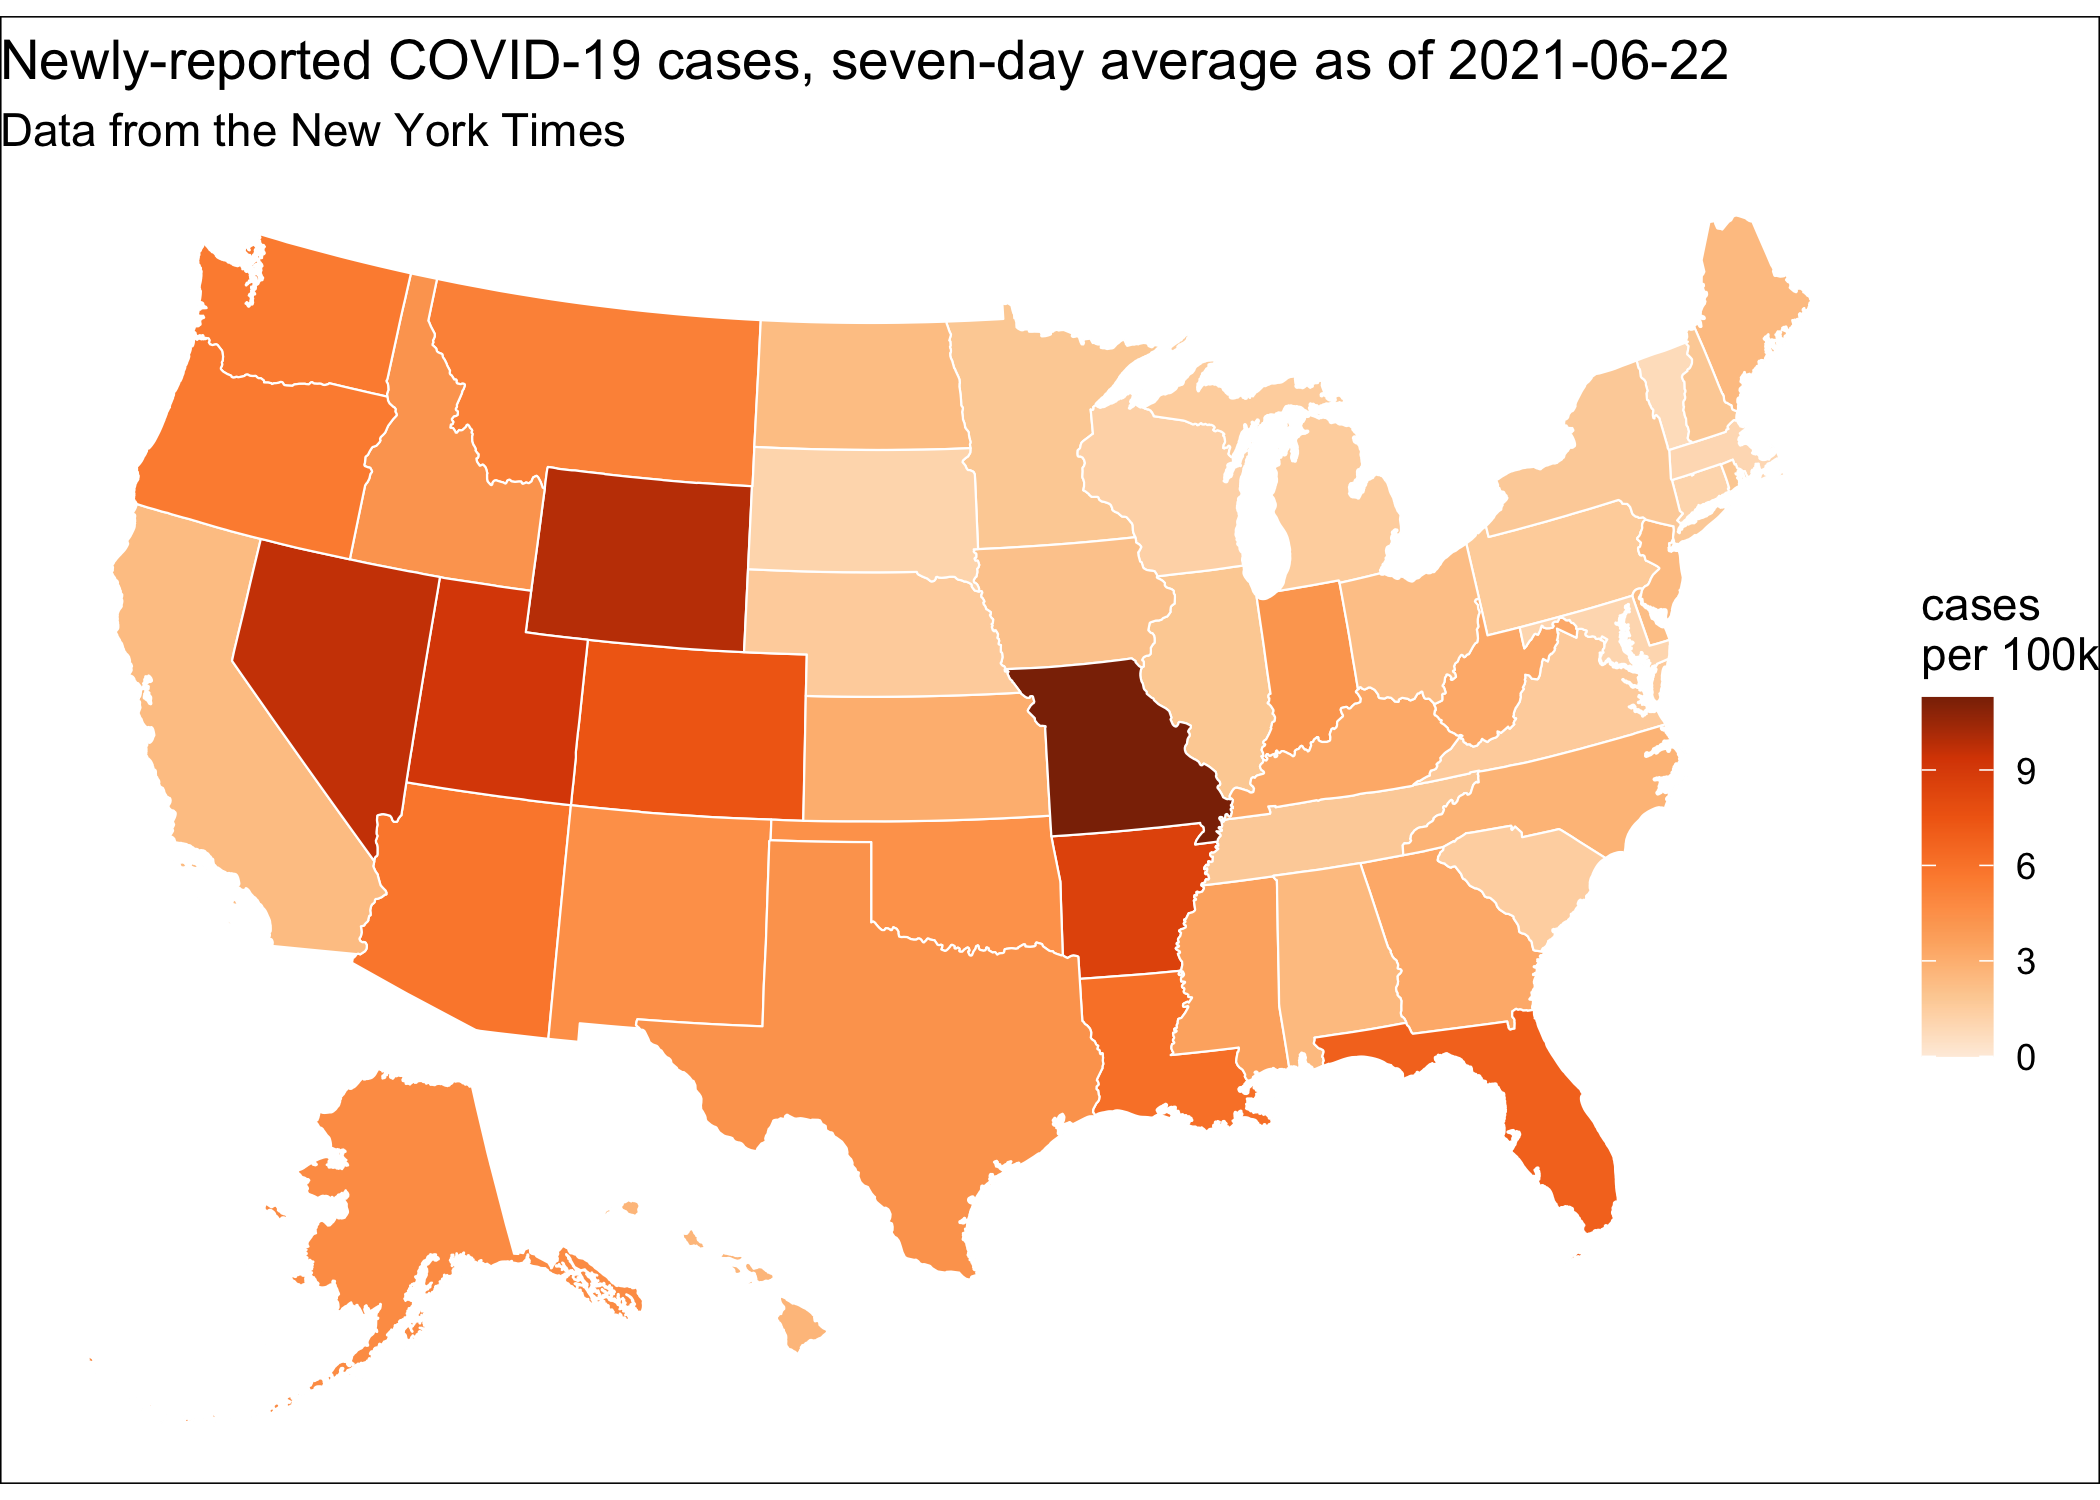 Newly-reported COVID-19 cases, seven-day average as of 2021-06-22
Data from the New York Times
cases
per 100k
9
6
3
0